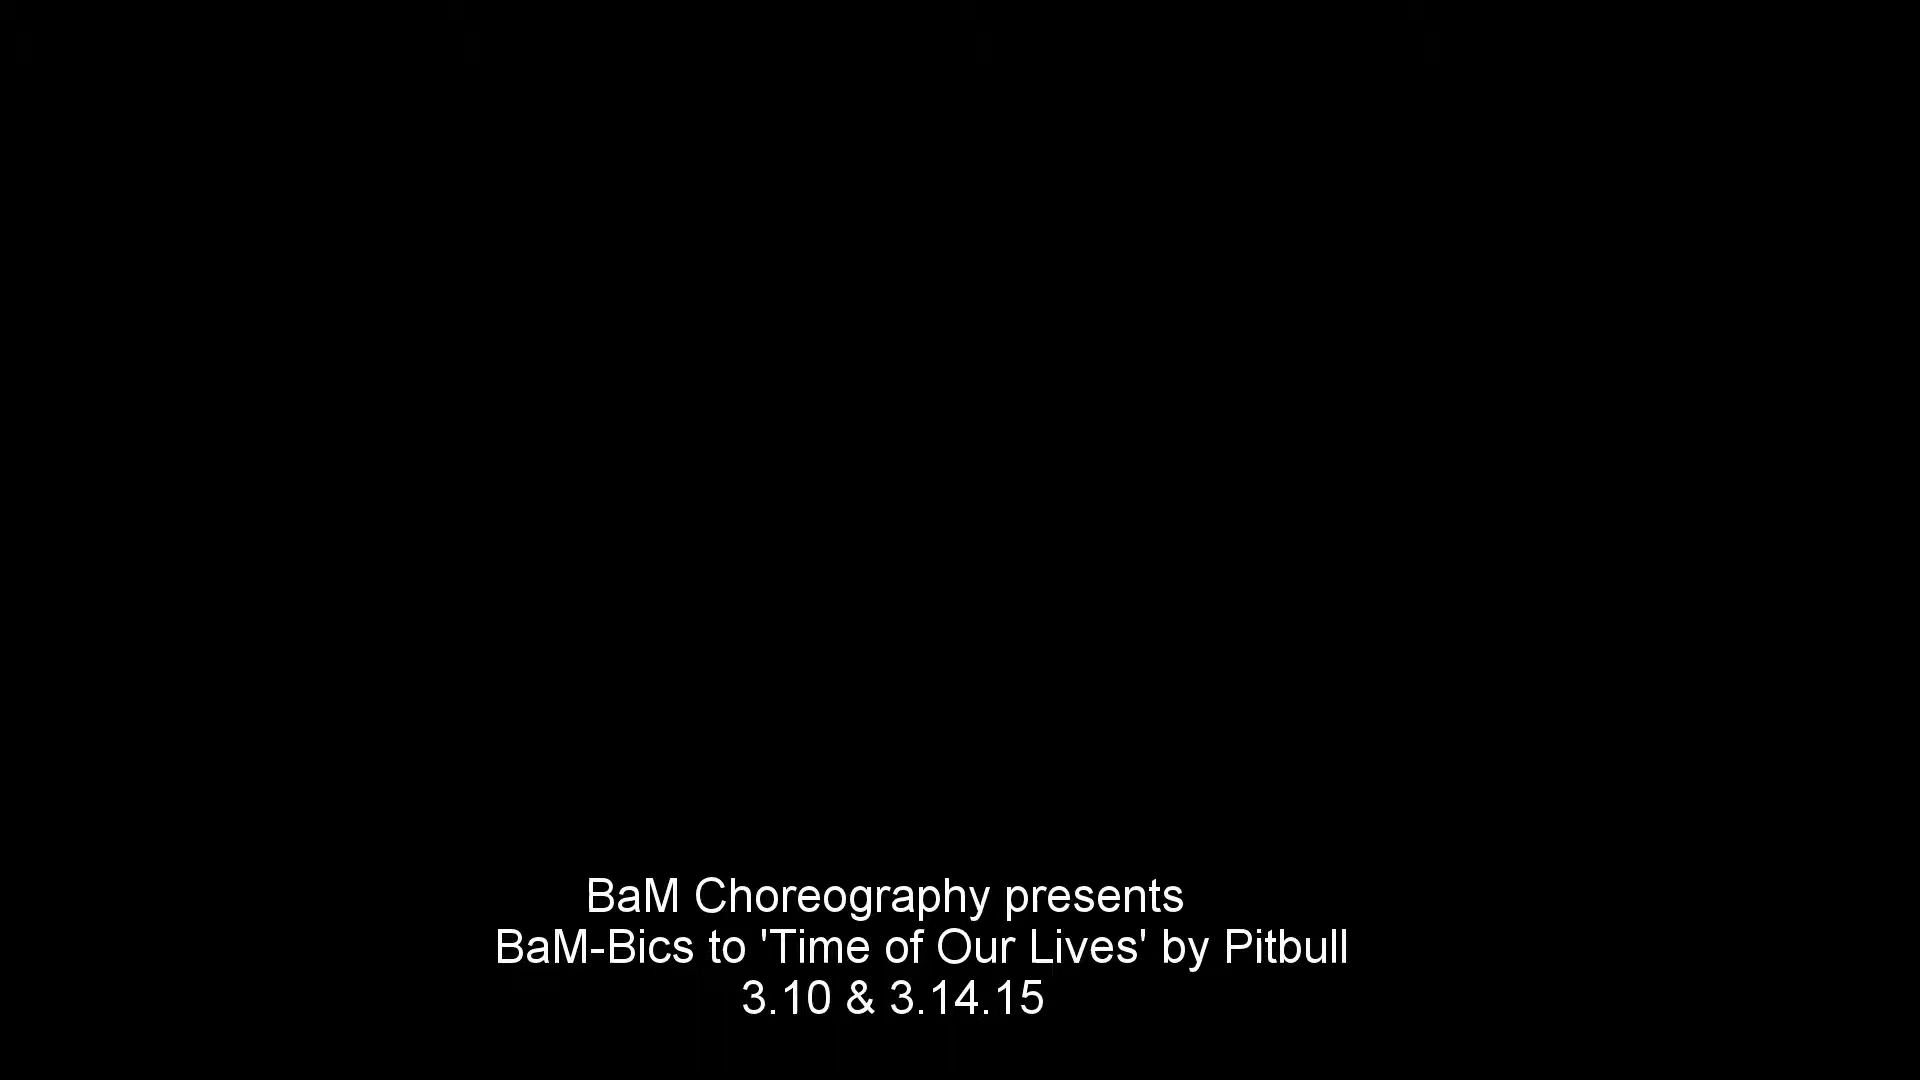 BaM Choreography presents
BaM-Bics to 'Time of Our Lives' by Pitbull
3.10 & 3.14.15